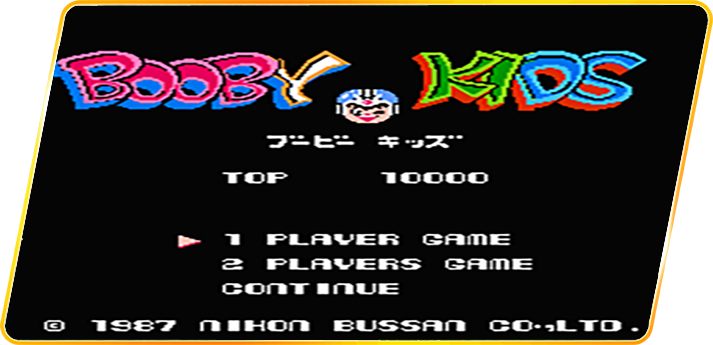 BOOBY KIDS
ブービー キッズ
TOP 10000
1 PLAYER GAME
2 PLAYERS GAME
CONTINUE
© 1987 NIHON BUSSAN CO.,LTD.